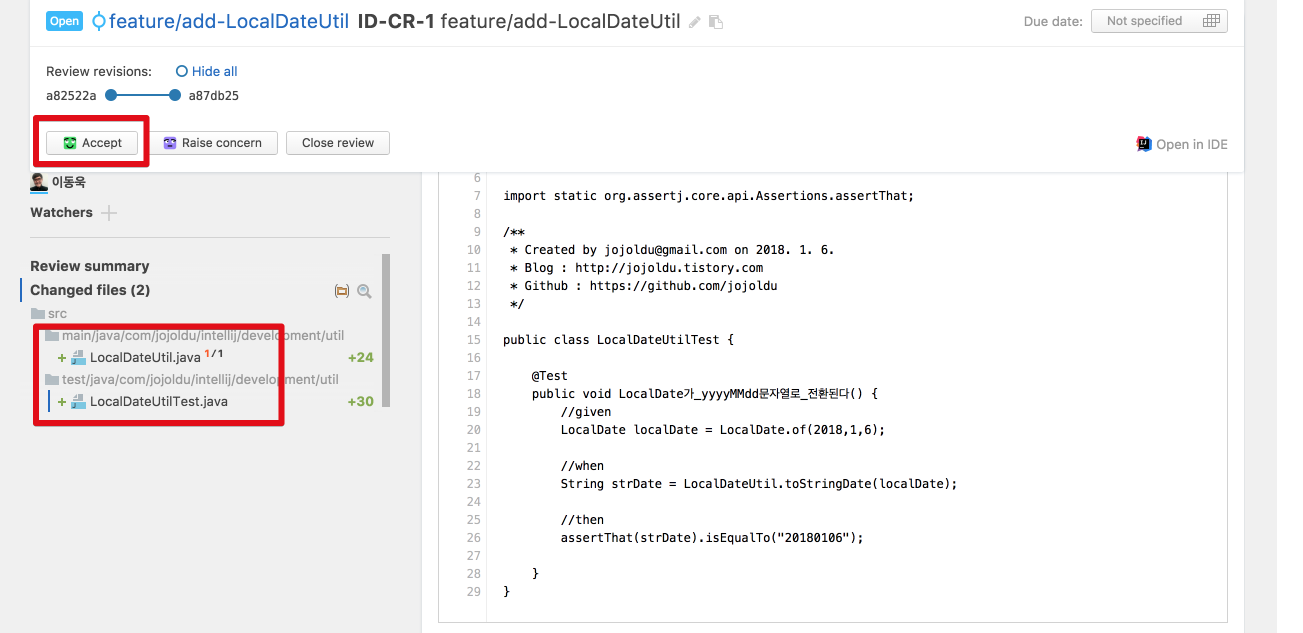 Open feature/add-LocalDateUtil ID-CR-1 feature/add-LocalDateUtil Due date: Not specified
Review revisions: Hide all
a82522a a87db25
Accept Raise concern Close review Open in IDE
이동욱
Watchers
Review summary
Changed files (2)
src
main/java/com/jojoldu/intellij/development/util
+ LocalDateUtil.java 1/1 +24
test/java/com/jojoldu/intellij/development/util
+ LocalDateUtilTest.java +30
6
7 import static org.assertj.core.api.Assertions.assertThat;
8
9 /**
10 * Created by jojoldu@gmail.com on 2018. 1. 6.
11 * Blog : http://jojoldu.tistory.com
12 * Github : https://github.com/jojoldu
13 */
14
15 public class LocalDateUtilTest {
16
17 @Test
18 public void LocalDate가_yyyyMMdd문자열로_전환된다() {
19 //given
20 LocalDate localDate = LocalDate.of(2018,1,6);
21
22 //when
23 String strDate = LocalDateUtil.toStringDate(localDate);
24
25 //then
26 assertThat(strDate).isEqualTo("20180106");
27
28 }
29 }